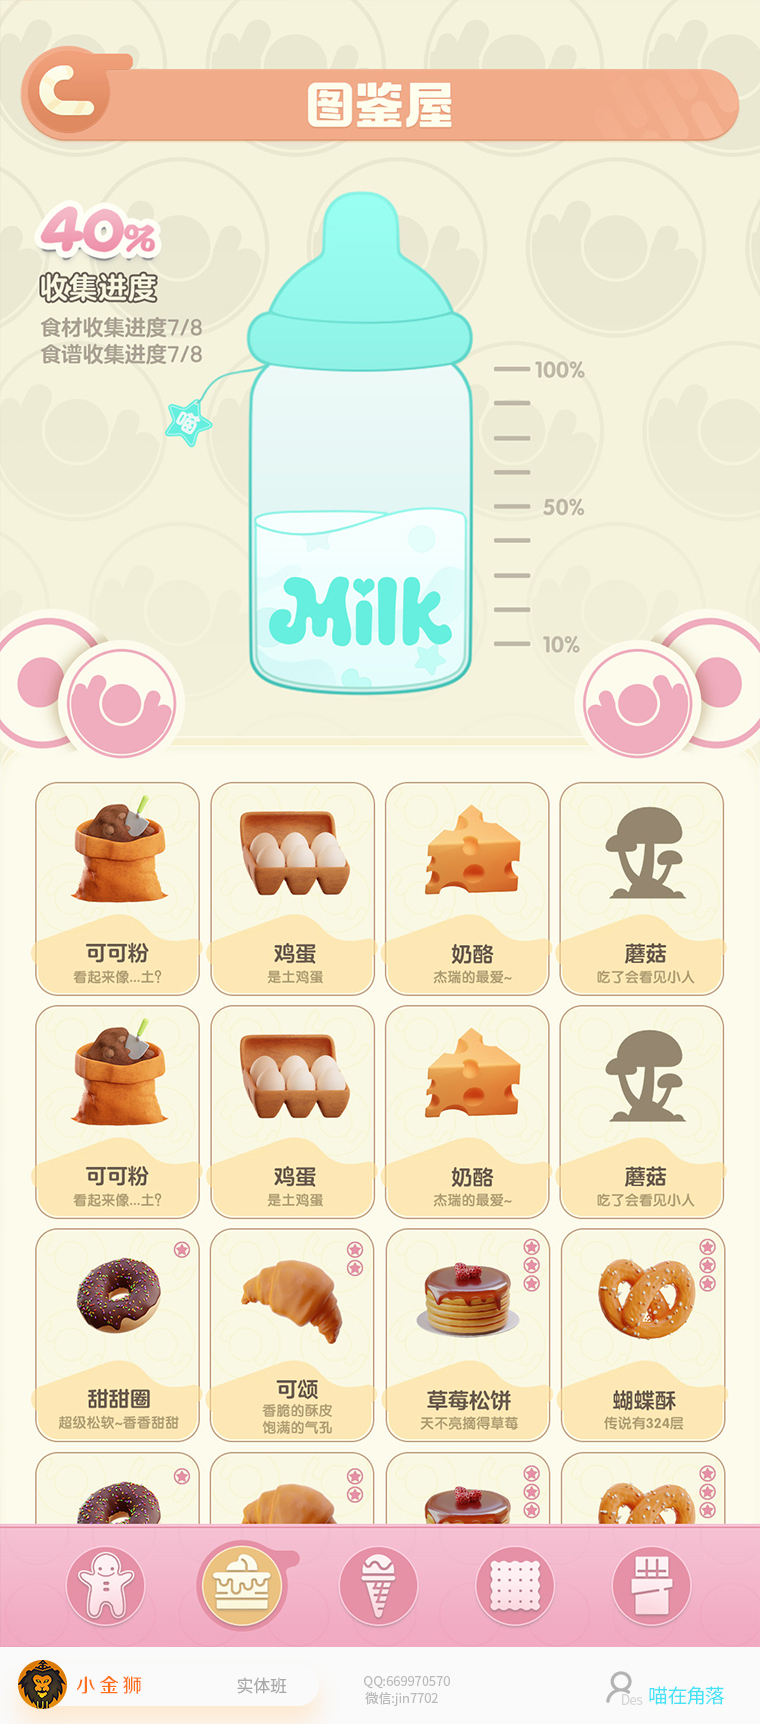 图鉴屋
40%
收集进度
食材收集进度7/8
食谱收集进度7/8
喵
100%
50%
10%
Milk
可可粉
看起来像...土?
鸡蛋
是土鸡蛋
奶酪
杰瑞的最爱~
蘑菇
吃了会看见小人
可可粉
看起来像...土?
鸡蛋
是土鸡蛋
奶酪
杰瑞的最爱~
蘑菇
吃了会看见小人
甜甜圈
超级松软~香香甜甜
可颂
香脆的酥皮
饱满的气孔
草莓松饼
天不亮摘得草莓
蝴蝶酥
传说有324层
小金狮
实体班
QQ:669970570
微信:jin7702
Des 喵在角落